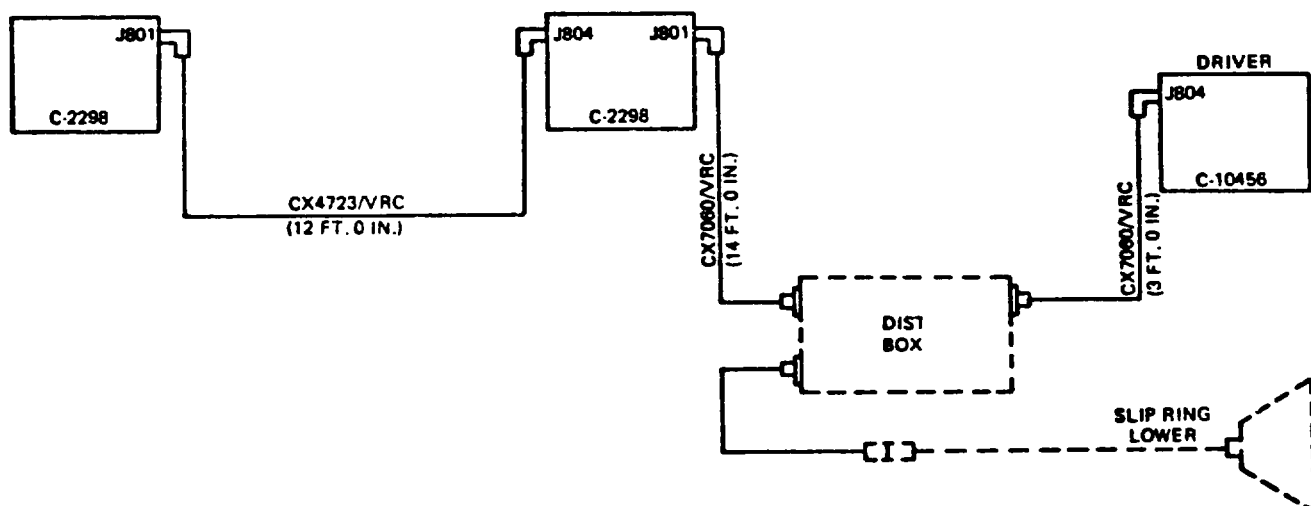 J801
C-2298
J804
J801
C-2298
DRIVER
J804
C-10456
CX4723/VRC
(12 FT. 0 IN.)
CX7060/VRC
(14 FT. 0 IN.)
CX7060/VRC
(3 FT. 0 IN.)
DIST
BOX
SLIP RING
LOWER